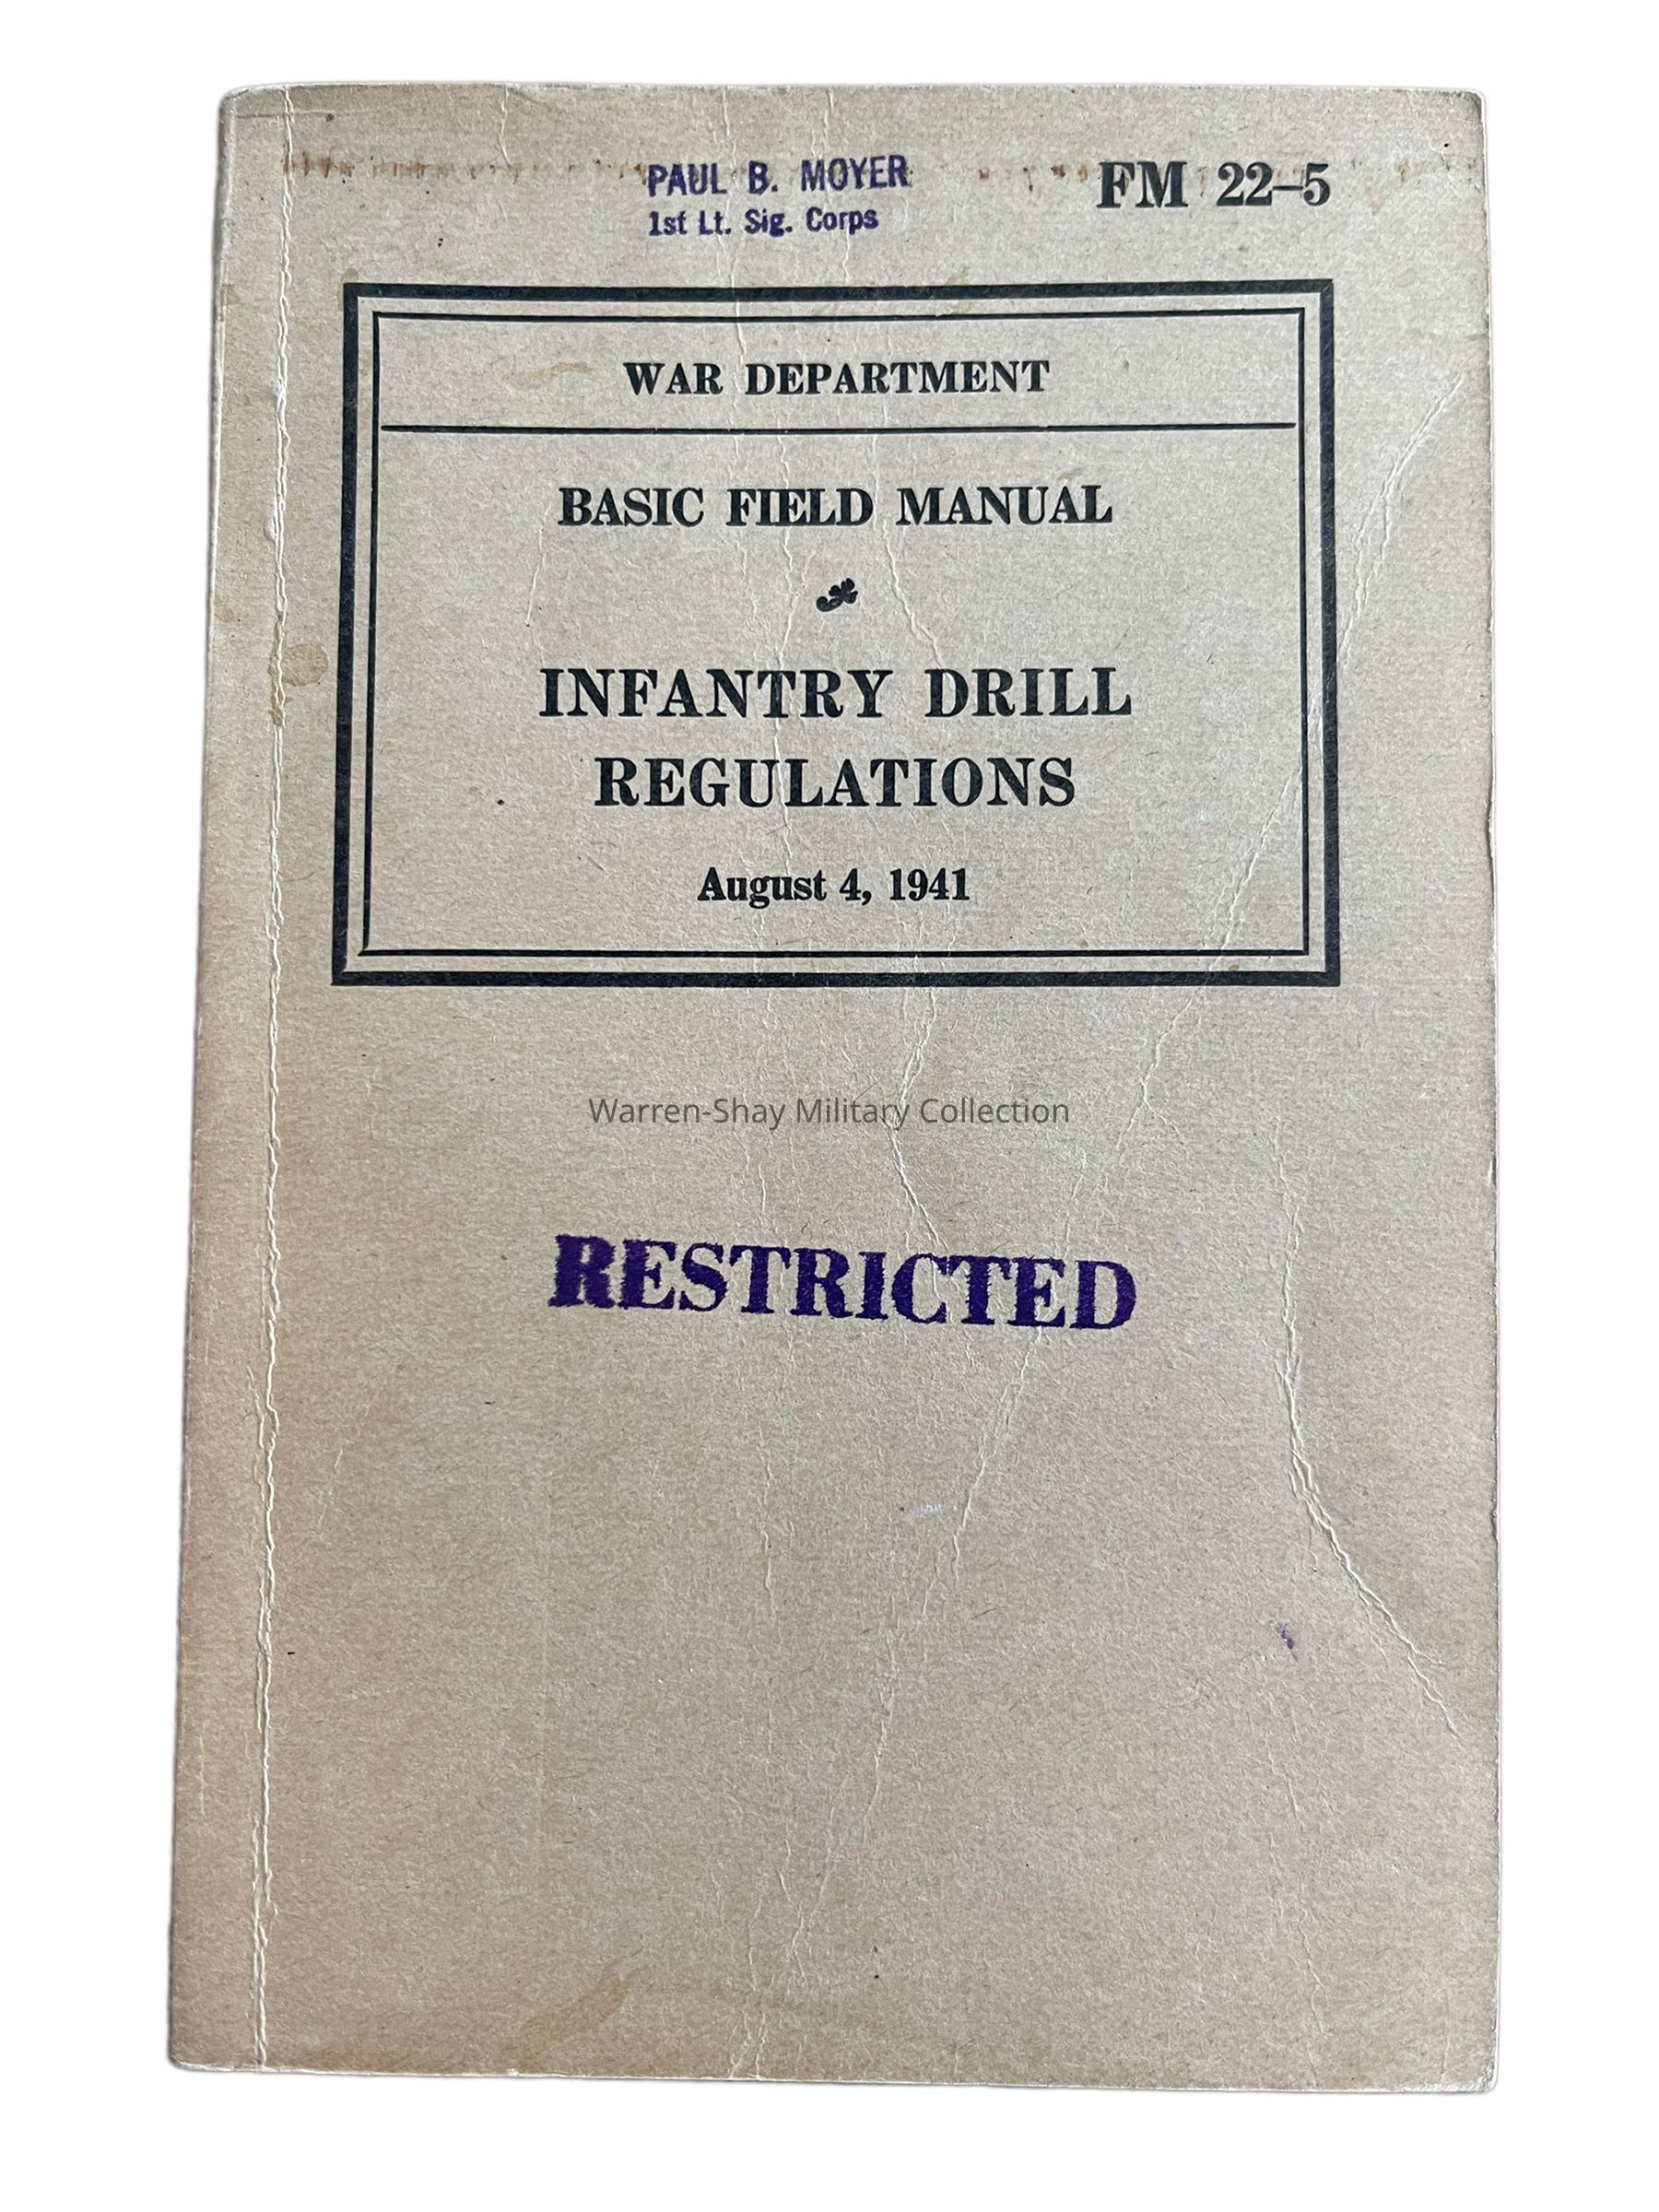 PAUL B. MOYER
1st Lt. Sig. Corps
FM 22–5
WAR DEPARTMENT
BASIC FIELD MANUAL
INFANTRY DRILL
REGULATIONS
August 4, 1941
Warren-Shay Military Collection
RESTRICTED